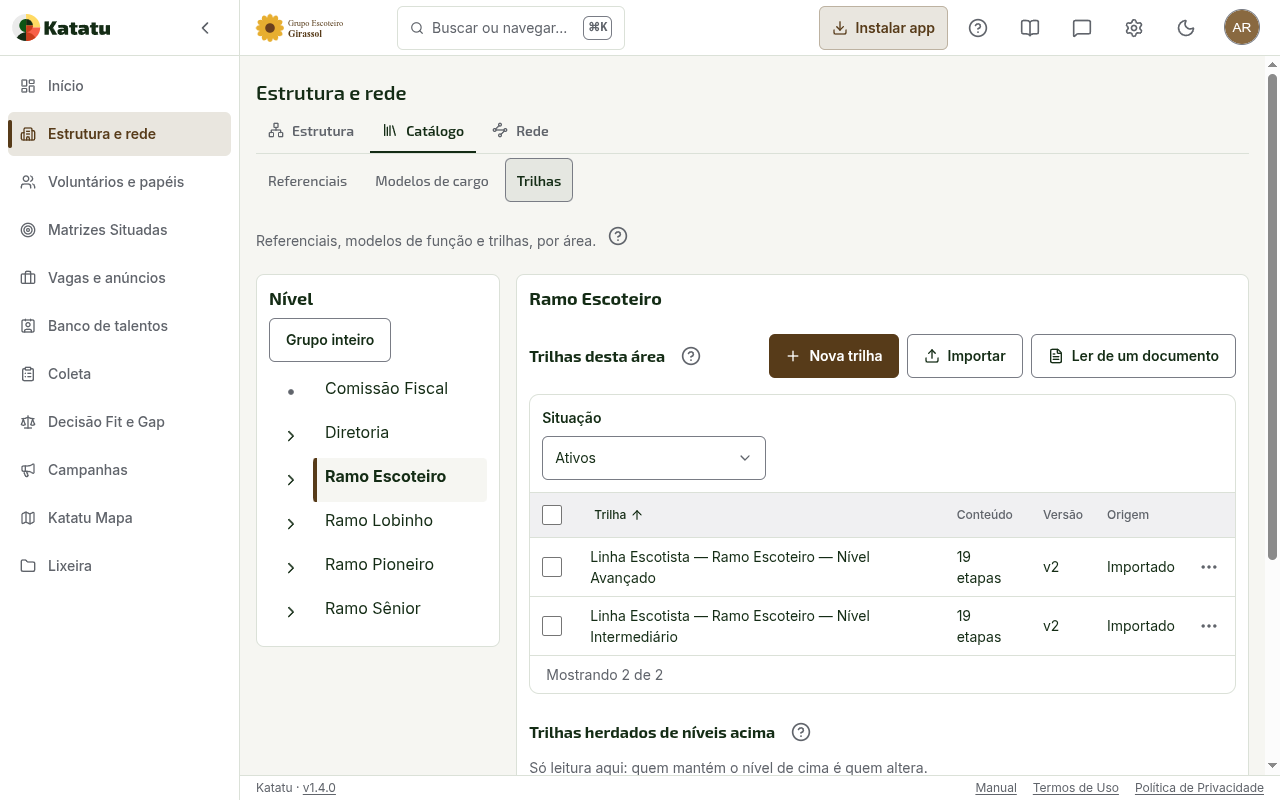 Katatu
Grupo Escoteiro
Girassol
Buscar ou navegar...
⌘K
Instalar app
AR
Início
Estrutura e rede
Voluntários e papéis
Matrizes Situadas
Vagas e anúncios
Banco de talentos
Coleta
Decisão Fit e Gap
Campanhas
Katatu Mapa
Lixeira
Estrutura e rede
Estrutura
Catálogo
Rede
Referenciais
Modelos de cargo
Trilhas
Referenciais, modelos de função e trilhas, por área.
Nível
Grupo inteiro
Comissão Fiscal
Diretoria
Ramo Escoteiro
Ramo Lobinho
Ramo Pioneiro
Ramo Sênior
Ramo Escoteiro
Trilhas desta área
Nova trilha
Importar
Ler de um documento
Situação
Ativos
Trilha
Conteúdo
Versão
Origem
Linha Escotista — Ramo Escoteiro — Nível
Avançado
19
etapas
v2
Importado
Linha Escotista — Ramo Escoteiro — Nível
Intermediário
19
etapas
v2
Importado
Mostrando 2 de 2
Trilhas herdados de níveis acima
Só leitura aqui: quem mantém o nível de cima é quem altera.
Katatu · v1.4.0
Manual
Termos de Uso
Política de Privacidade